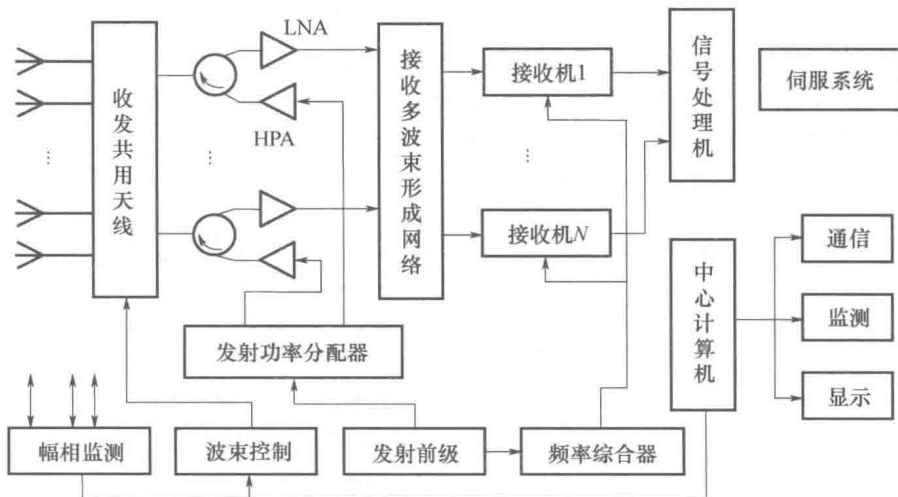 LNA
HPA
收发共用天线
接收多波束形成网络
接收机1
接收机N
信号处理机
伺服系统
中心计算机
通信
监测
显示
发射功率分配器
幅相监测
波束控制
发射前级
频率综合器